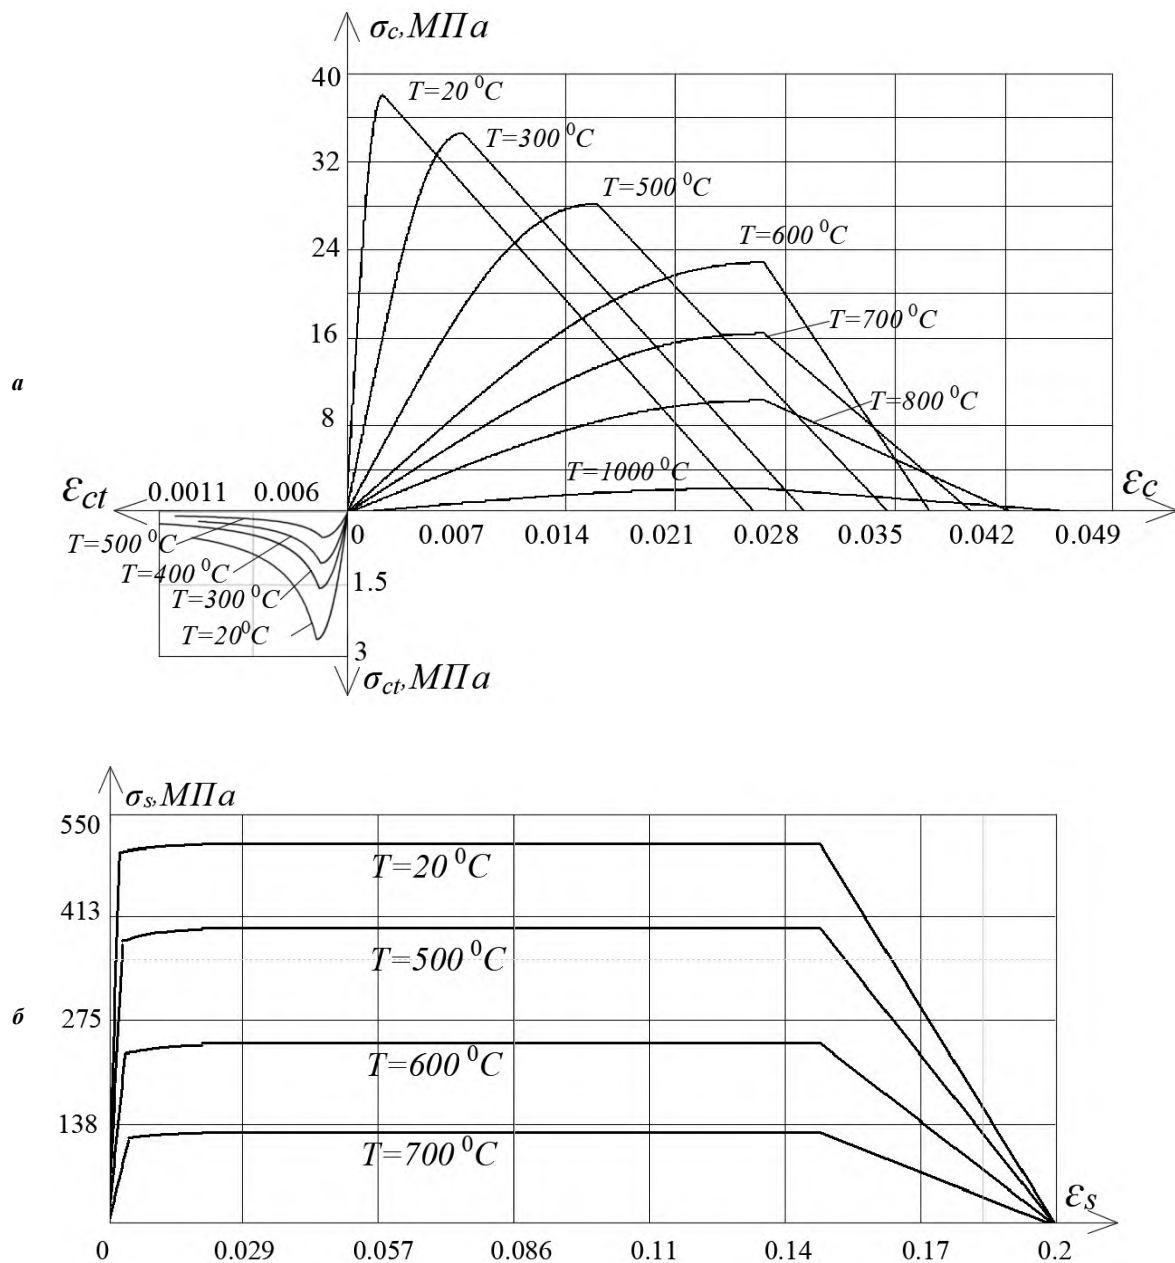 σc,МПа
40
T=20 ⁰C
T=300 ⁰C
32
T=500 ⁰C
24
T=600 ⁰C
16
T=700 ⁰C
а
8
T=800 ⁰C
T=1000 ⁰C
εct 0.0011 0.006 εc
0 0.007 0.014 0.021 0.028 0.035 0.042 0.049
T=500 ⁰C
T=400 ⁰C
1.5
T=300 ⁰C
T=20⁰C
3
σct,МПа
σs,МПа
550
T=20 ⁰C
413
T=500 ⁰C
б
275
T=600 ⁰C
138
T=700 ⁰C
εs
0 0.029 0.057 0.086 0.11 0.14 0.17 0.2